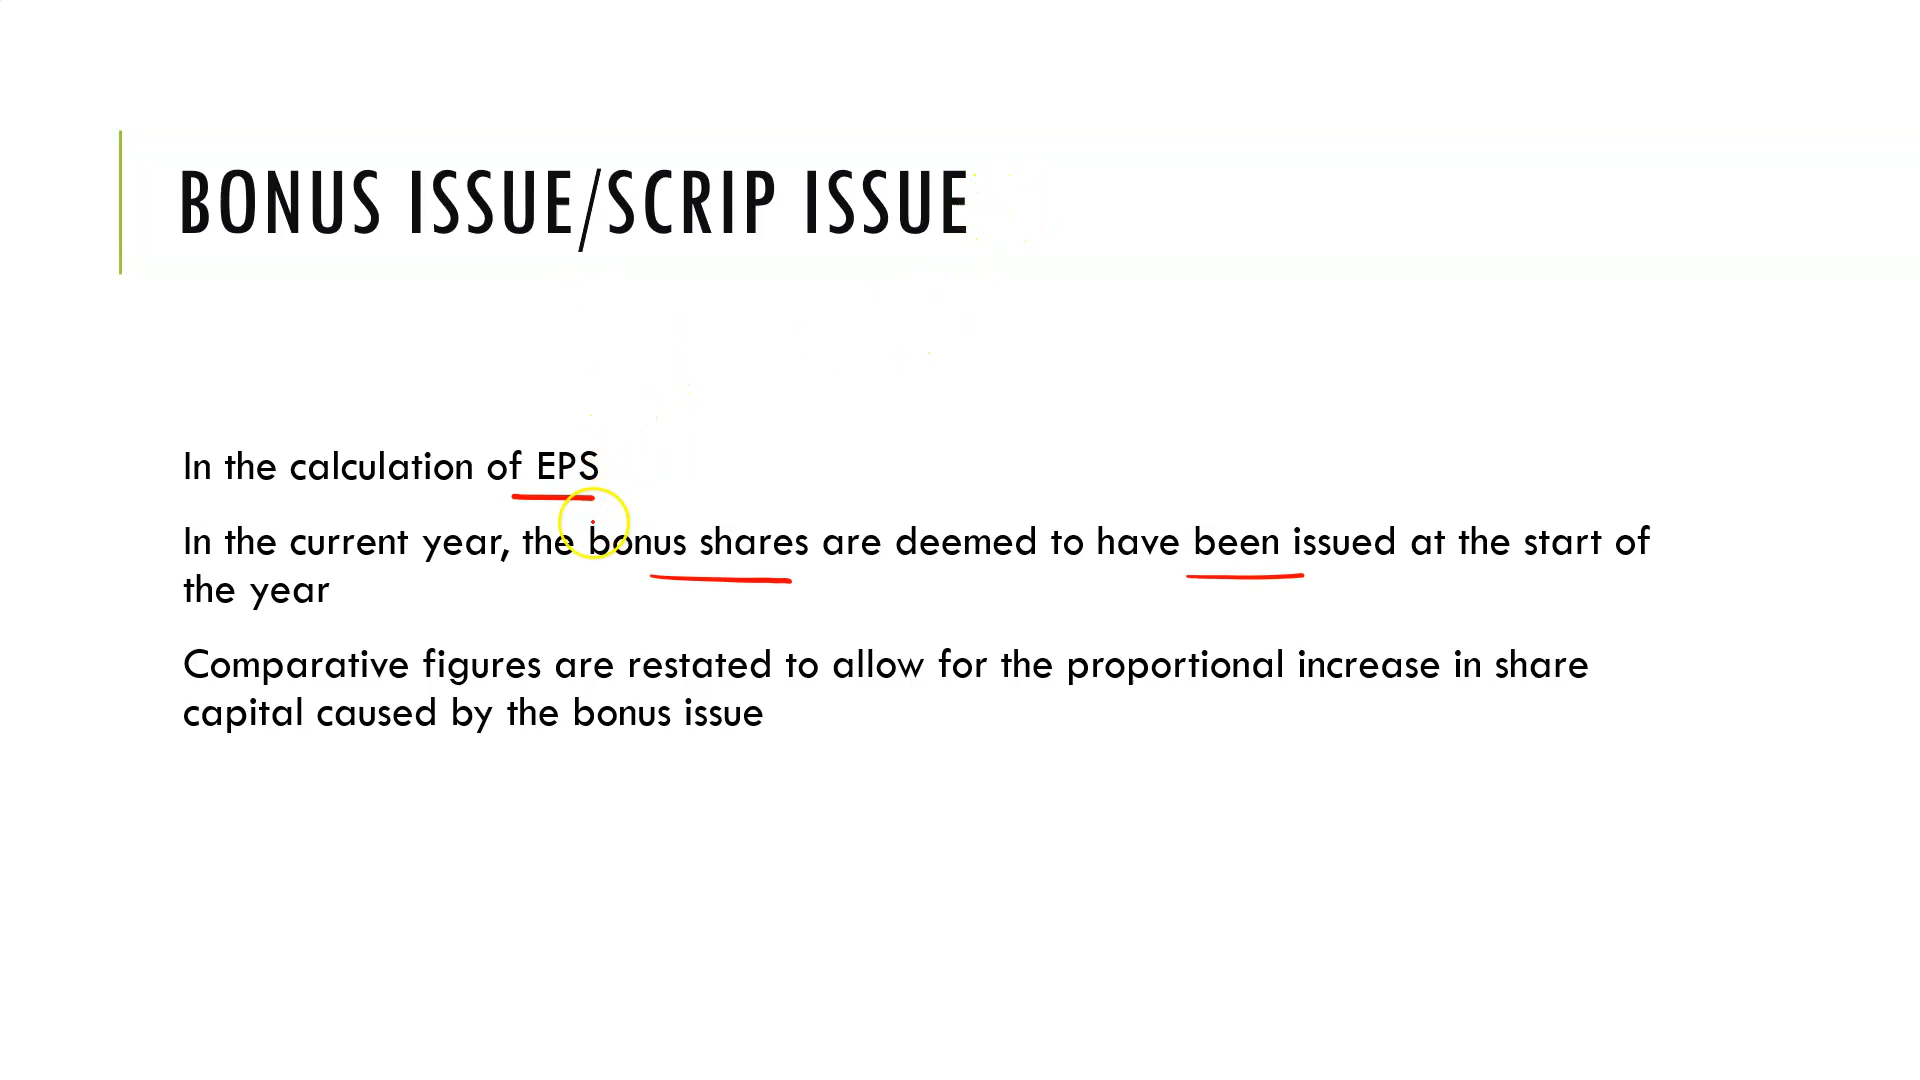 BONUS ISSUE/SCRIP ISSUE
In the calculation of EPS
In the current year, the bonus shares are deemed to have been issued at the start of
the year
Comparative figures are restated to allow for the proportional increase in share
capital caused by the bonus issue